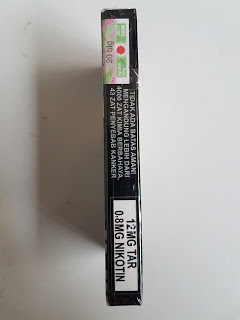 TIDAK ADA BATAS AMAN!
MENGANDUNG LEBIH DARI
4000 ZAT KIMIA BERBAHAYA,
43 ZAT PENYEBAB KANKER
12MG TAR
0.8MG NIKOTIN